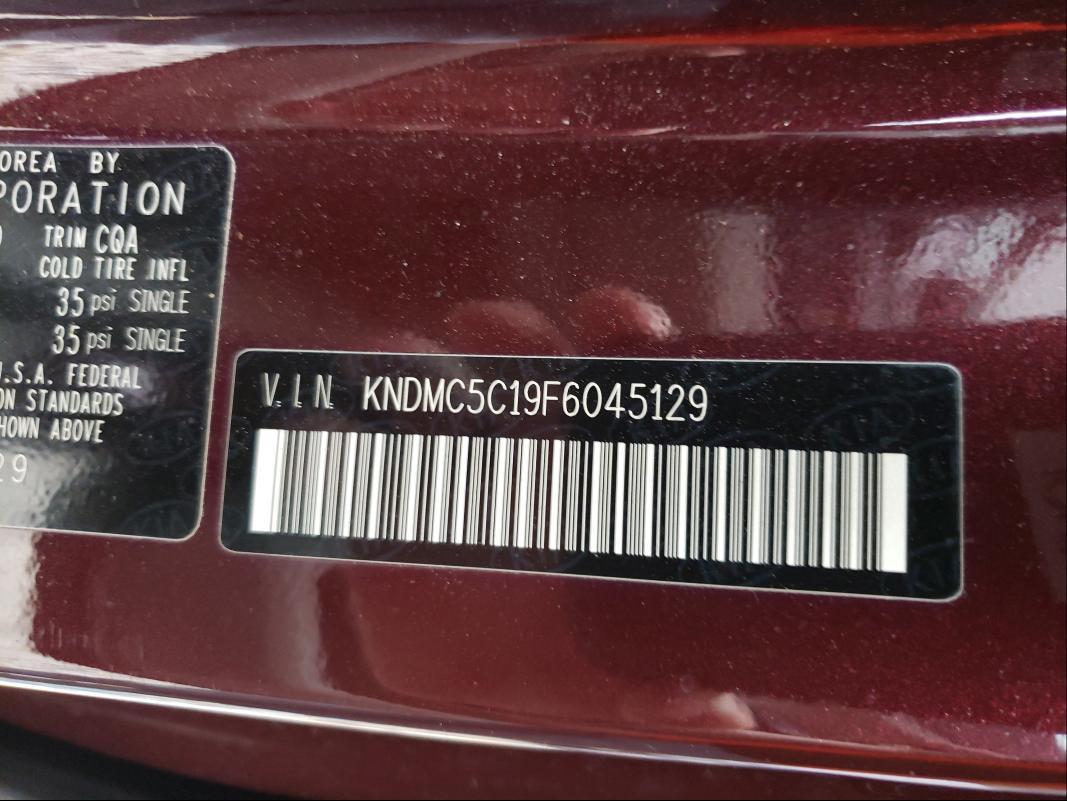 OREA BY
PORATION
TRIM CQA
COLD TIRE INFL
35 psi SINGLE
35 psi SINGLE
U.S.A. FEDERAL
ON STANDARDS
HOWN ABOVE
29
V.I.N. KNDMC5C19F6045129